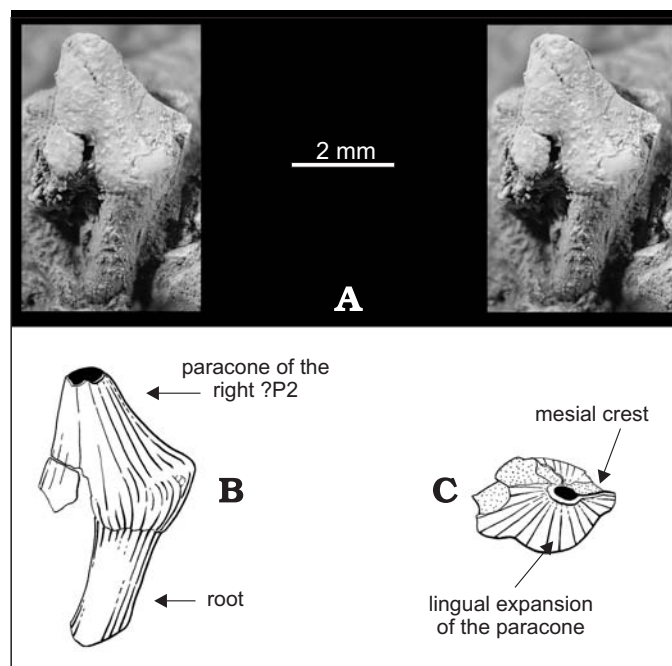 2 mm
A
paracone of the
right ?P2
mesial crest
B
C
root
lingual expansion
of the paracone